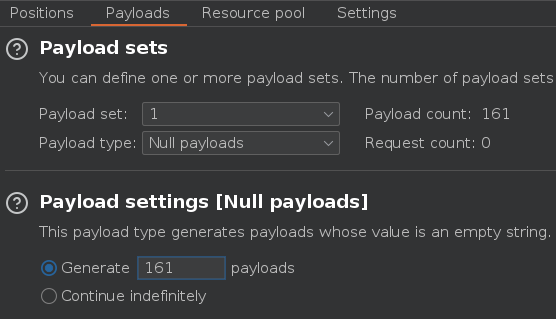 Positions Payloads Resource pool Settings
? Payload sets
You can define one or more payload sets. The number of payload sets
Payload set: 1 Payload count: 161
Payload type: Null payloads Request count: 0
? Payload settings [Null payloads]
This payload type generates payloads whose value is an empty string.
Generate 161 payloads
Continue indefinitely